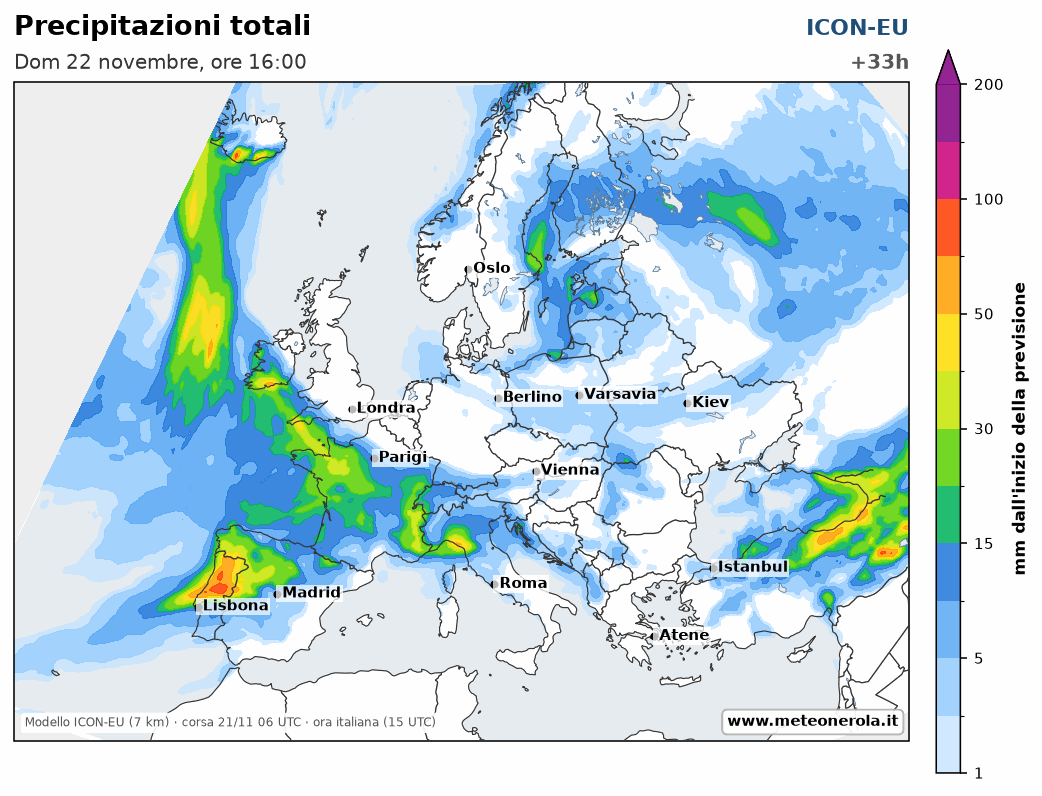 Precipitazioni totali
ICON-EU
Dom 22 novembre, ore 16:00
+33h
200
100
50
30
15
5
1
mm dall'inizio della previsione
Oslo
Londra
Berlino
Varsavia
Kiev
Parigi
Vienna
Lisbona
Madrid
Roma
Istanbul
Atene
Modello ICON-EU (7 km) · corsa 21/11 06 UTC · ora italiana (15 UTC)
www.meteonerola.it